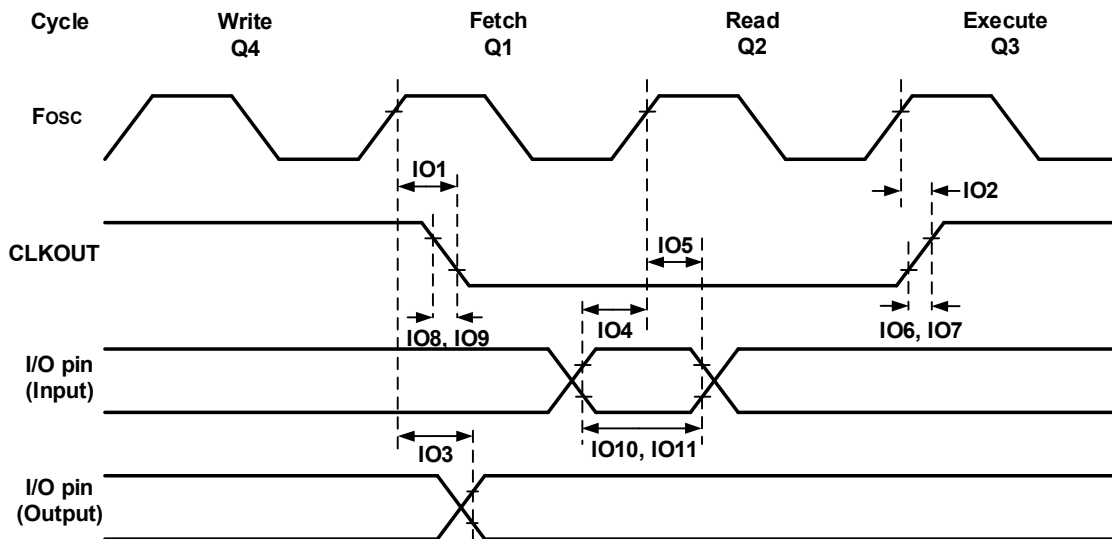 Cycle Write Fetch Read Execute
Q4 Q1 Q2 Q3
Fosc
IO1
IO2
CLKOUT
IO5
IO4
IO8, IO9
IO6, IO7
I/O pin
(Input)
IO10, IO11
IO3
I/O pin
(Output)